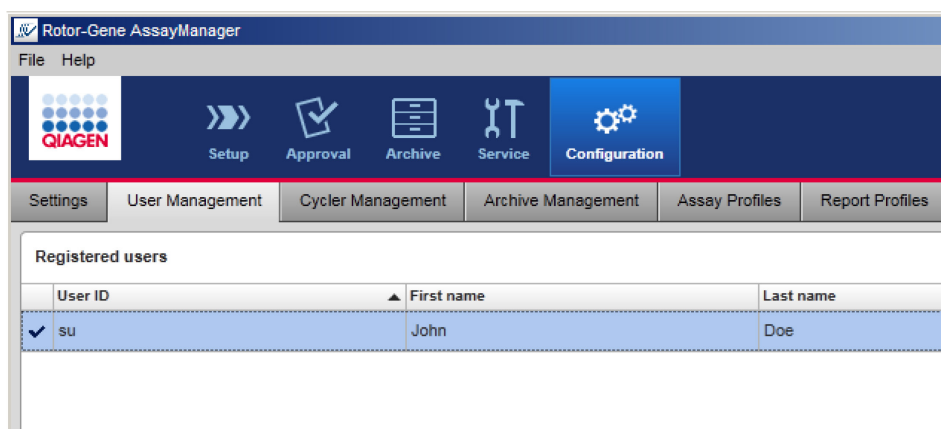 Rotor-Gene AssayManager
File Help
QIAGEN
Setup Approval Archive Service Configuration
Settings User Management Cycler Management Archive Management Assay Profiles Report Profiles
Registered users
User ID First name Last name
su John Doe